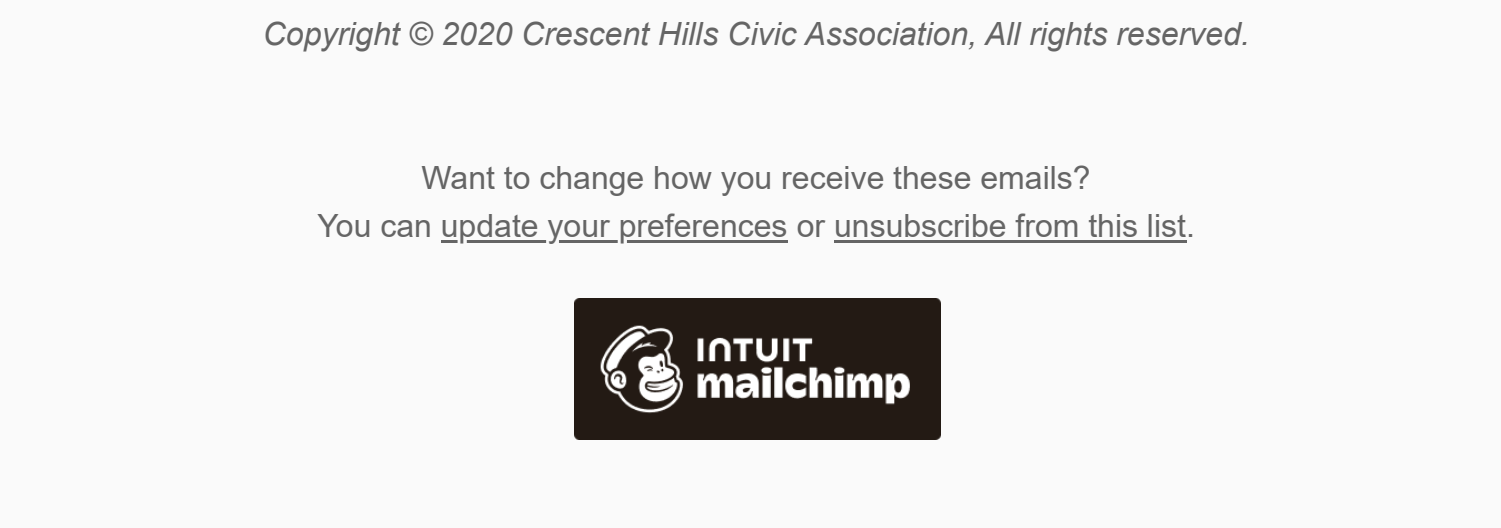 Copyright © 2020 Crescent Hills Civic Association, All rights reserved.
Want to change how you receive these emails?
You can update your preferences or unsubscribe from this list.
INTUIT
mailchimp